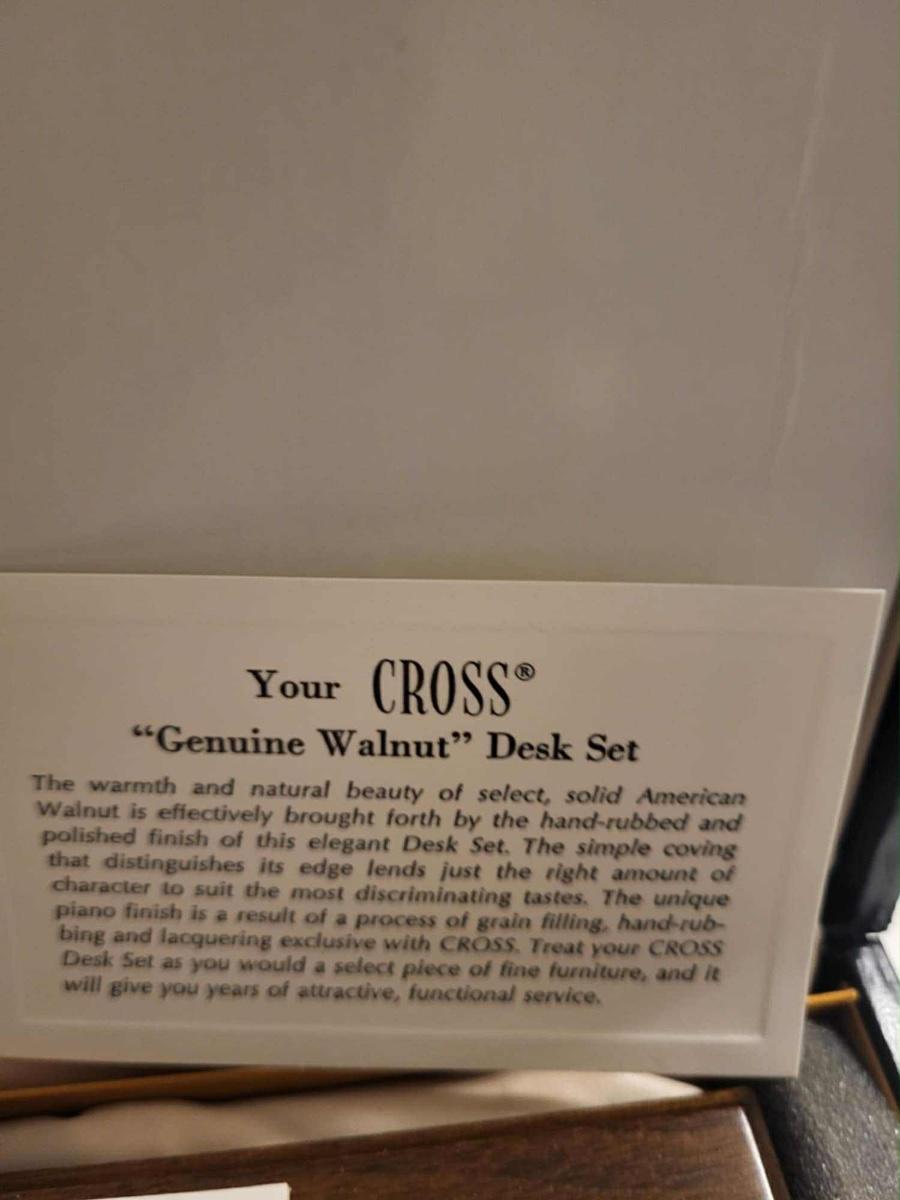 Your CROSS®
“Genuine Walnut” Desk Set
The warmth and natural beauty of select, solid American
Walnut is effectively brought forth by the hand-rubbed and
polished finish of this elegant Desk Set. The simple coving
that distinguishes its edge lends just the right amount of
character to suit the most discriminating tastes. The unique
piano finish is a result of a process of grain filling, hand-rub-
bing and lacquering exclusive with CROSS. Treat your CROSS
Desk Set as you would a select piece of fine furniture, and it
will give you years of attractive, functional service.